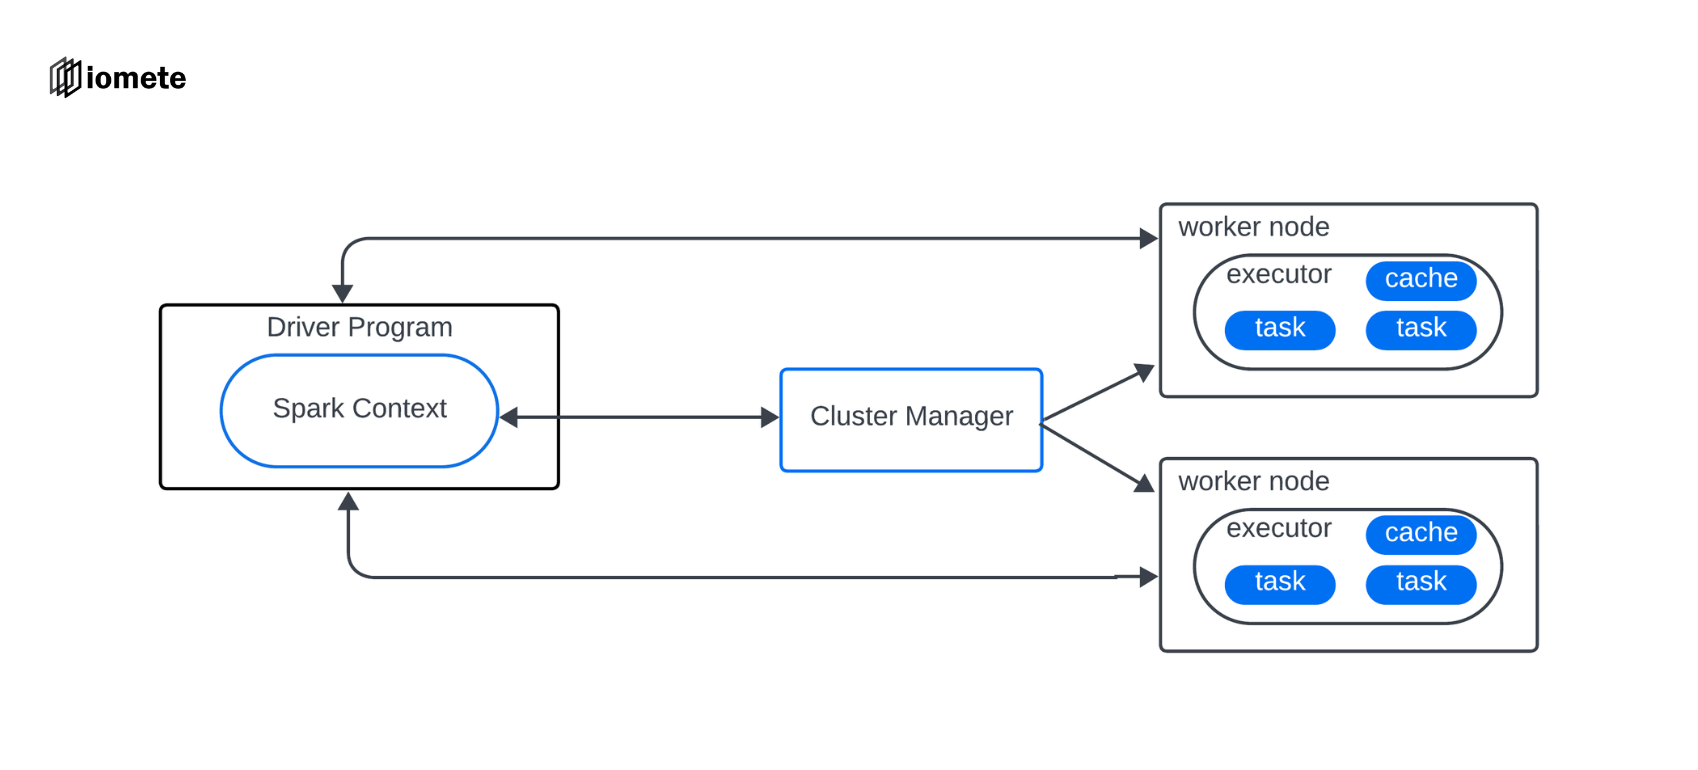 iomete
worker node
executor
cache
task
task
Driver Program
Spark Context
Cluster Manager
worker node
executor
cache
task
task